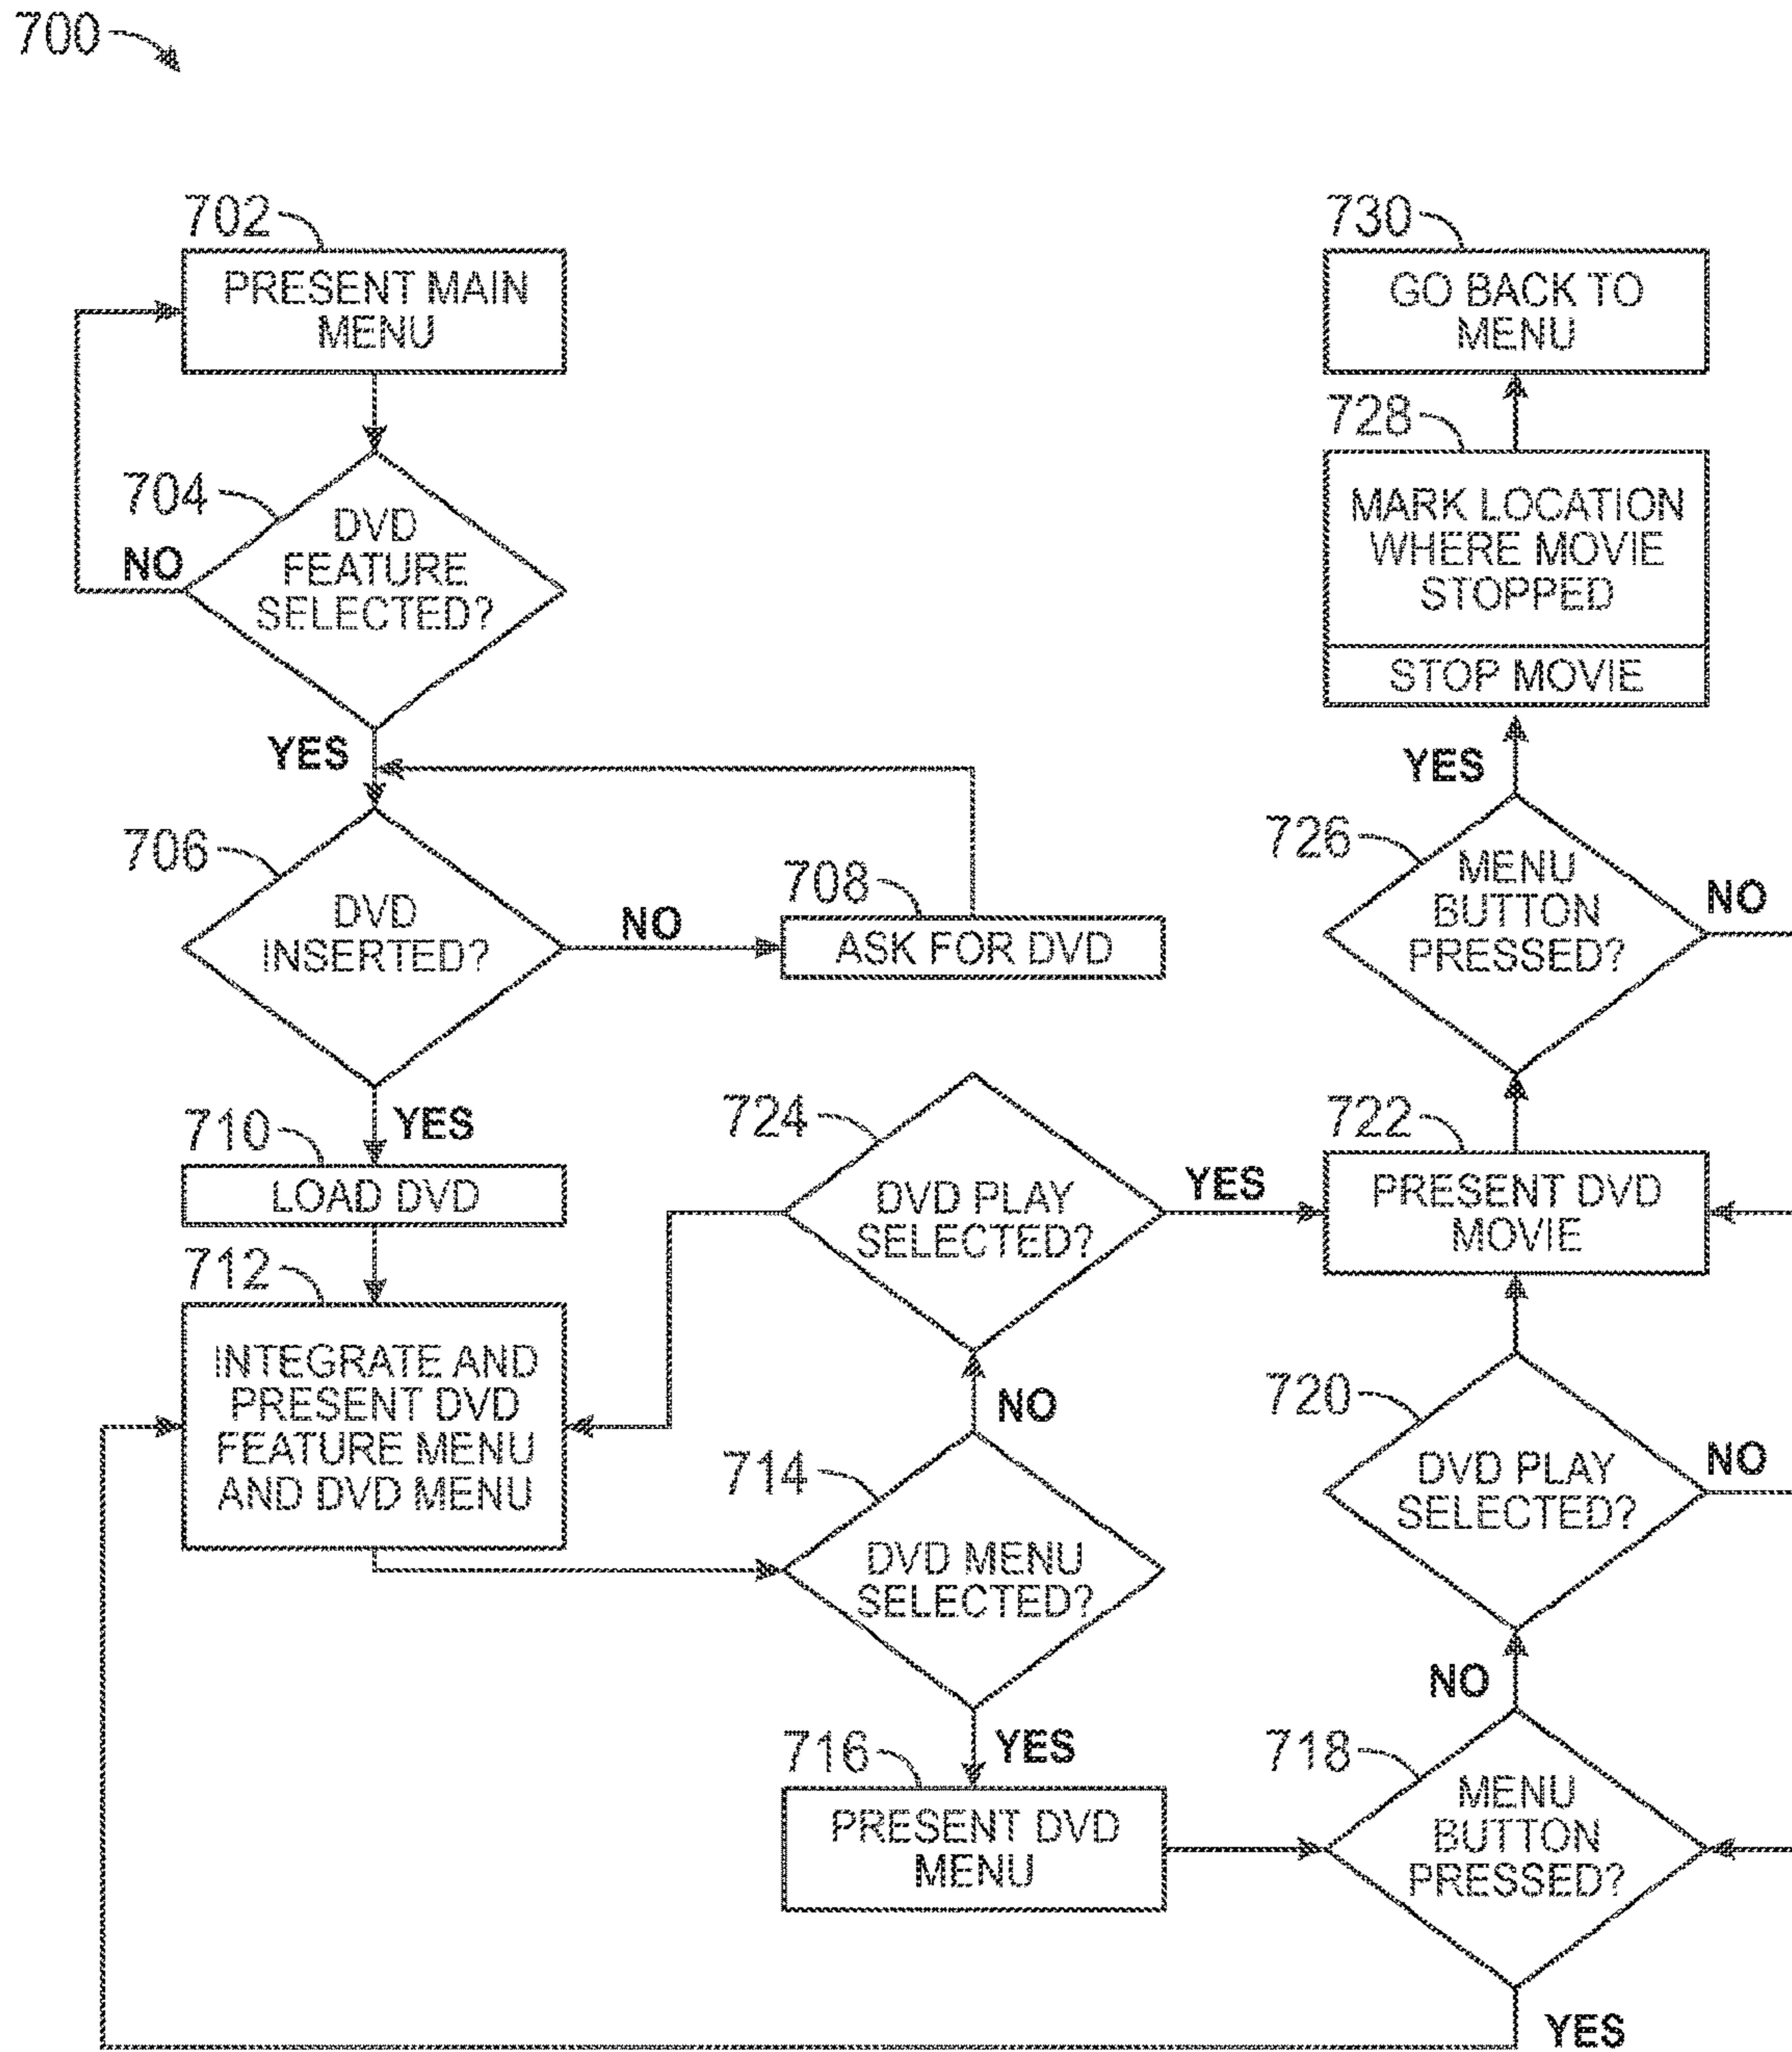 700
702
PRESENT MAIN
MENU
704
DVD
FEATURE
SELECTED?
NO
YES
706
DVD
INSERTED?
NO
708
ASK FOR DVD
YES
710
LOAD DVD
712
INTEGRATE AND
PRESENT DVD
FEATURE MENU
AND DVD MENU
714
DVD MENU
SELECTED?
NO
YES
724
DVD PLAY
SELECTED?
YES
716
PRESENT DVD
MENU
718
MENU
BUTTON
PRESSED?
NO
YES
720
DVD PLAY
SELECTED?
NO
722
PRESENT DVD
MOVIE
726
MENU
BUTTON
PRESSED?
NO
YES
728
MARK LOCATION
WHERE MOVIE
STOPPED
STOP MOVIE
730
GO BACK TO
MENU